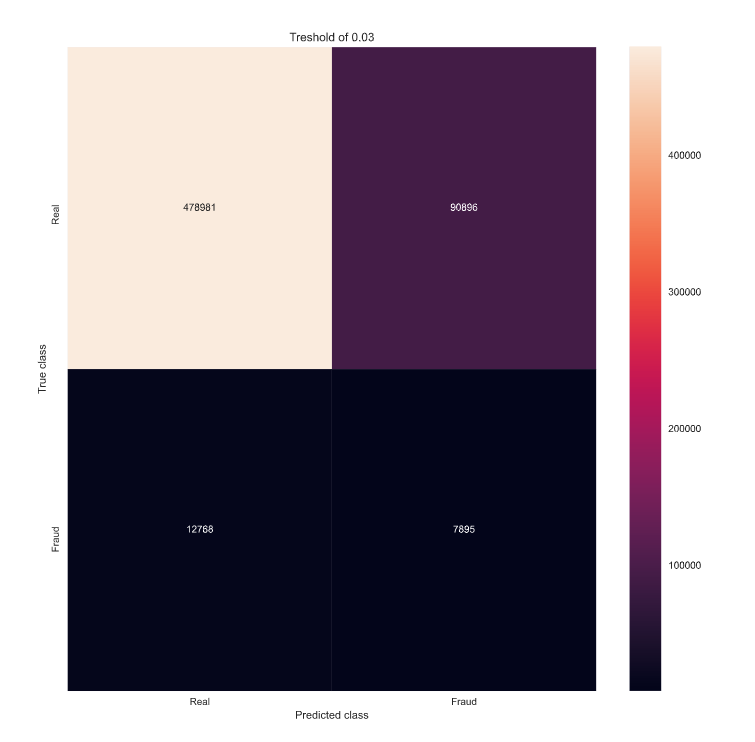 Treshold of 0.03
Real
478981
90896
True class
Fraud
12768
7895
Real
Fraud
Predicted class
400000
300000
200000
100000